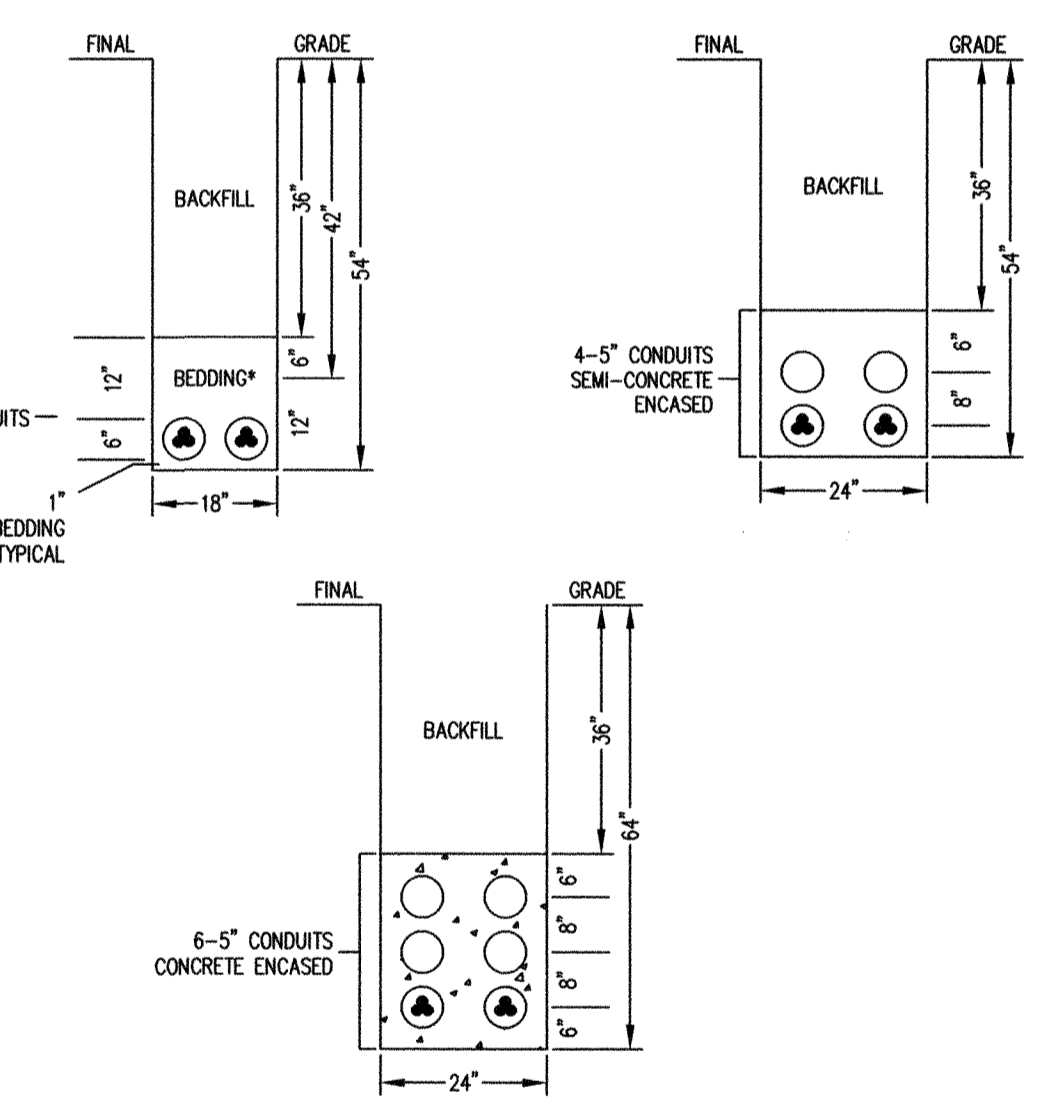 FINAL GRADE
BACKFILL
36"
42"
54"
12"
BEDDING*
6"
UITS
6"
12"
1"
BEDDING
TYPICAL
18"
FINAL GRADE
BACKFILL
36"
54"
4-5" CONDUITS
SEMI-CONCRETE
ENCASED
6"
8"
24"
FINAL GRADE
BACKFILL
36"
64"
6-5" CONDUITS
CONCRETE ENCASED
6"
8"
8"
6"
24"